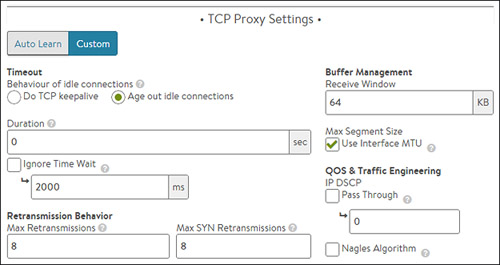 • TCP Proxy Settings •
Auto Learn
Custom
Timeout
Behaviour of idle connections ?
Do TCP keepalive
Age out idle connections
Duration ?
0 sec
Ignore Time Wait ?
2000 ms
Retransmission Behavior
Max Retransmissions ?
8
Max SYN Retransmissions ?
8
Buffer Management
Receive Window
64 KB
Max Segment Size
Use Interface MTU ?
QOS & Traffic Engineering
IP DSCP
Pass Through ?
0
Nagles Algorithm ?